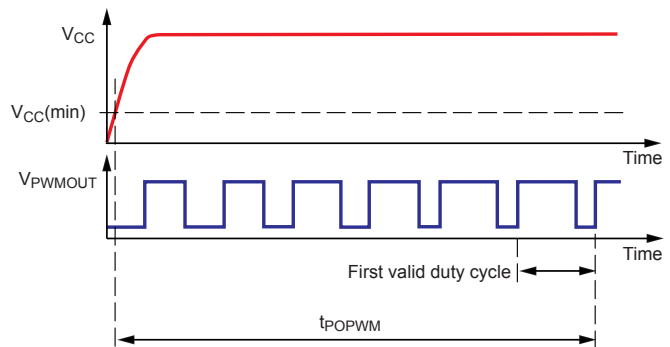 VCC
VCC(min)
Time
VPWMOUT
Time
First valid duty cycle
tPOPWM